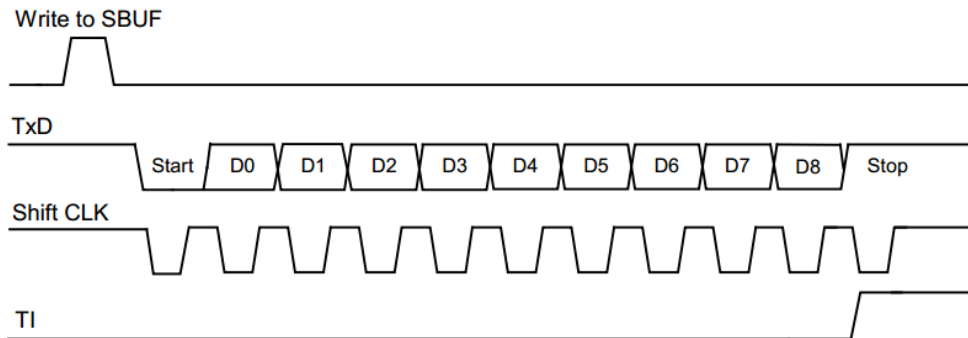 Write to SBUF
TxD
Start D0 D1 D2 D3 D4 D5 D6 D7 D8 Stop
Shift CLK
TI